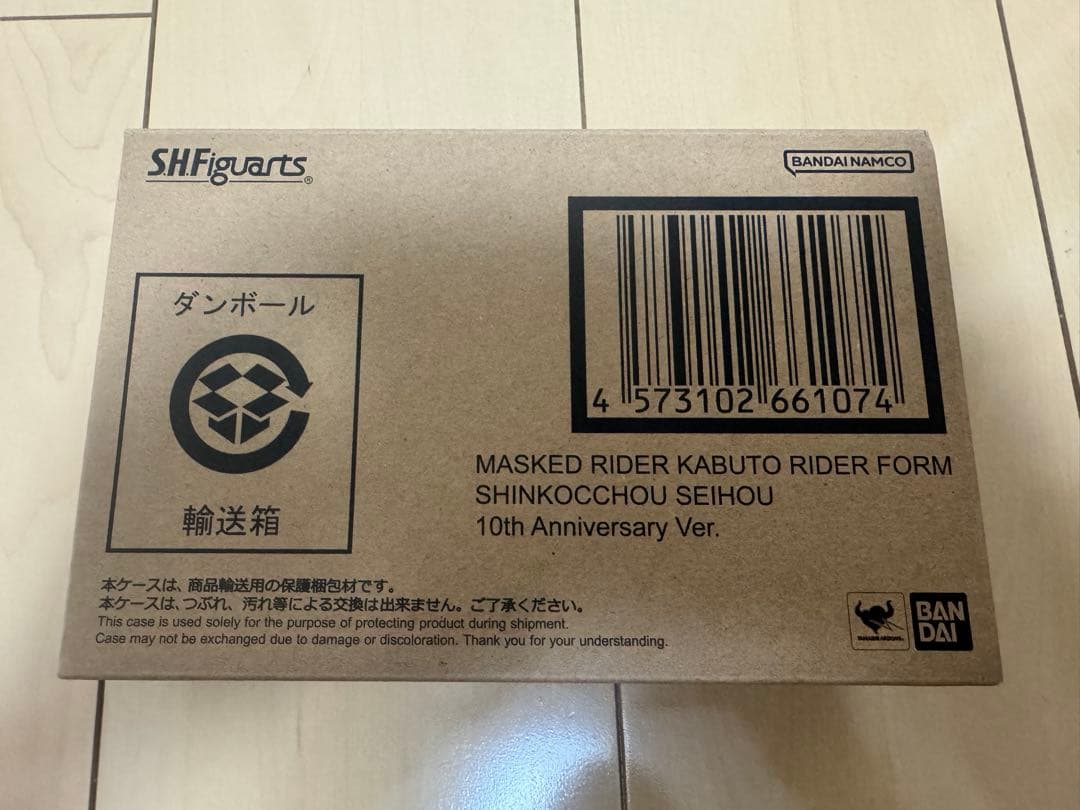 S.H.Figuarts®
BANDAI NAMCO
ダンボール
輸送箱
4 573102 661074
MASKED RIDER KABUTO RIDER FORM
SHINKOCCHOU SEIHOU
10th Anniversary Ver.
本ケースは、商品輸送用の保護梱包材です。
本ケースは、つぶれ、汚れ等による交換は出来ません。ご了承ください。
This case is used solely for the purpose of protecting product during shipment.
Case may not be exchanged due to damage or discoloration. Thank you for your understanding.
TAMASHII NATIONS
BAN
DAI